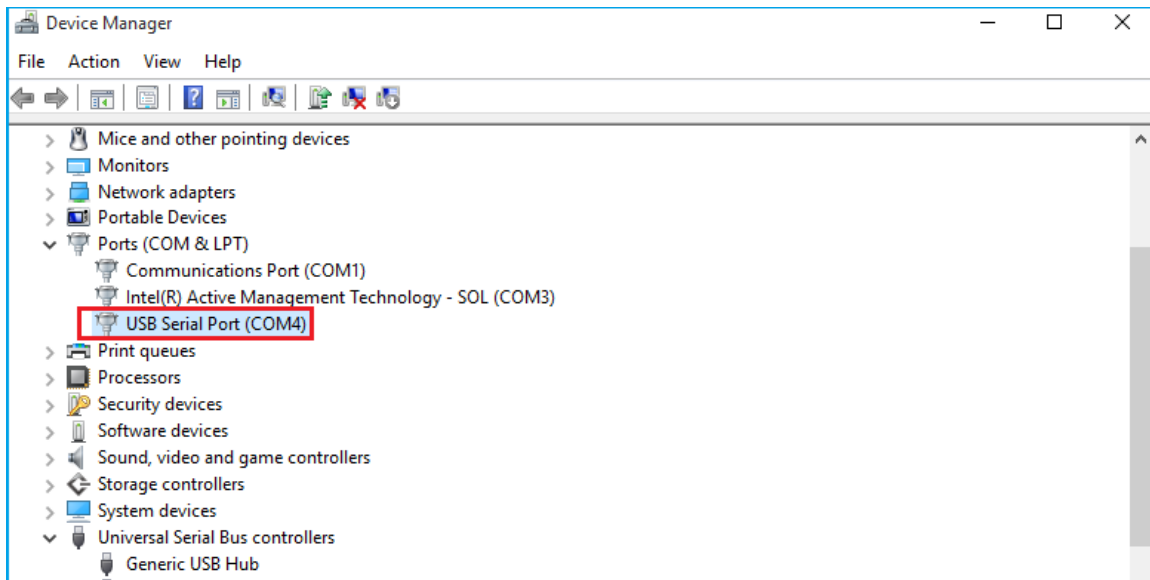 Device Manager
File Action View Help
Mice and other pointing devices
Monitors
Network adapters
Portable Devices
Ports (COM & LPT)
Communications Port (COM1)
Intel(R) Active Management Technology - SOL (COM3)
USB Serial Port (COM4)
Print queues
Processors
Security devices
Software devices
Sound, video and game controllers
Storage controllers
System devices
Universal Serial Bus controllers
Generic USB Hub